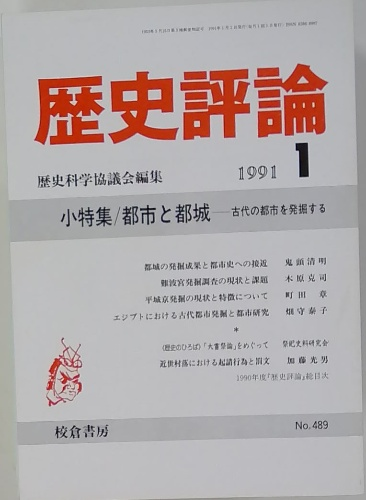 歴史評論
歴史科学協議会編集
1991 1
小特集/都市と都城——古代の都市を発掘する
都城の発掘成果と都市史への接近 鬼頭清明
難波宮発掘調査の現状と課題 木原克司
平城京発掘の現状と特徴について 町田章
エジプトにおける古代都市発掘と都市研究 畑守泰子
*
〈歴史のひろば〉「大嘗祭論」をめぐって 祭祀史料研究会
近世村落における起請行為と罰文 加藤光男
1990年度『歴史評論』総目次
校倉書房
No.489